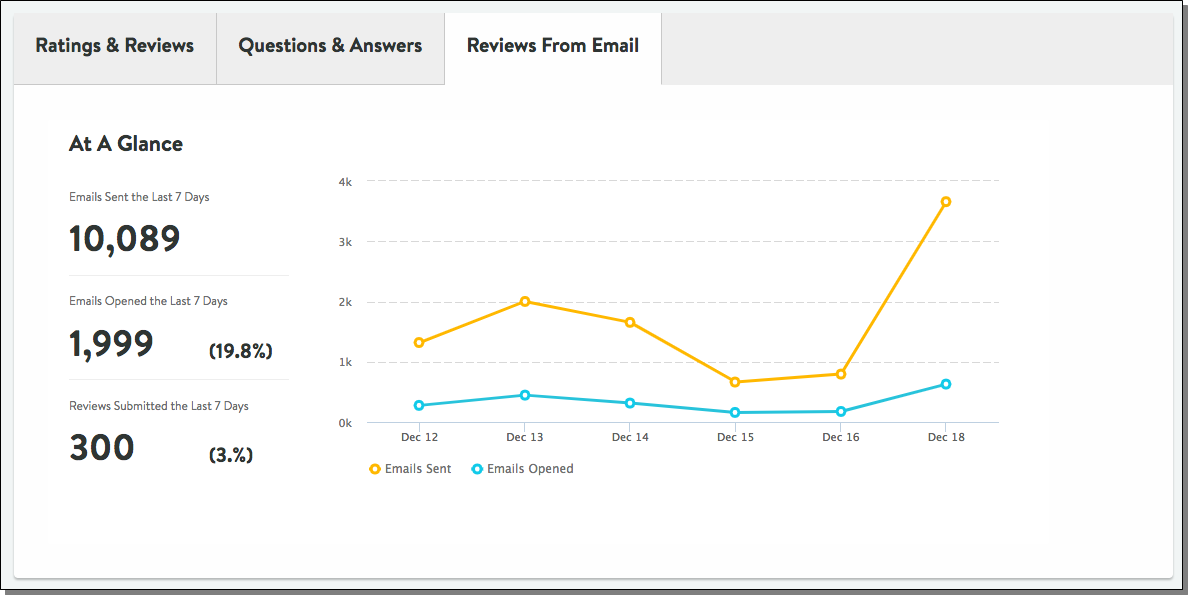 Ratings & Reviews
Questions & Answers
Reviews From Email
At A Glance
Emails Sent the Last 7 Days
10,089
Emails Opened the Last 7 Days
1,999 (19.8%)
Reviews Submitted the Last 7 Days
300 (3.%)
4k
3k
2k
1k
0k
Dec 12 Dec 13 Dec 14 Dec 15 Dec 16 Dec 18
Emails Sent Emails Opened